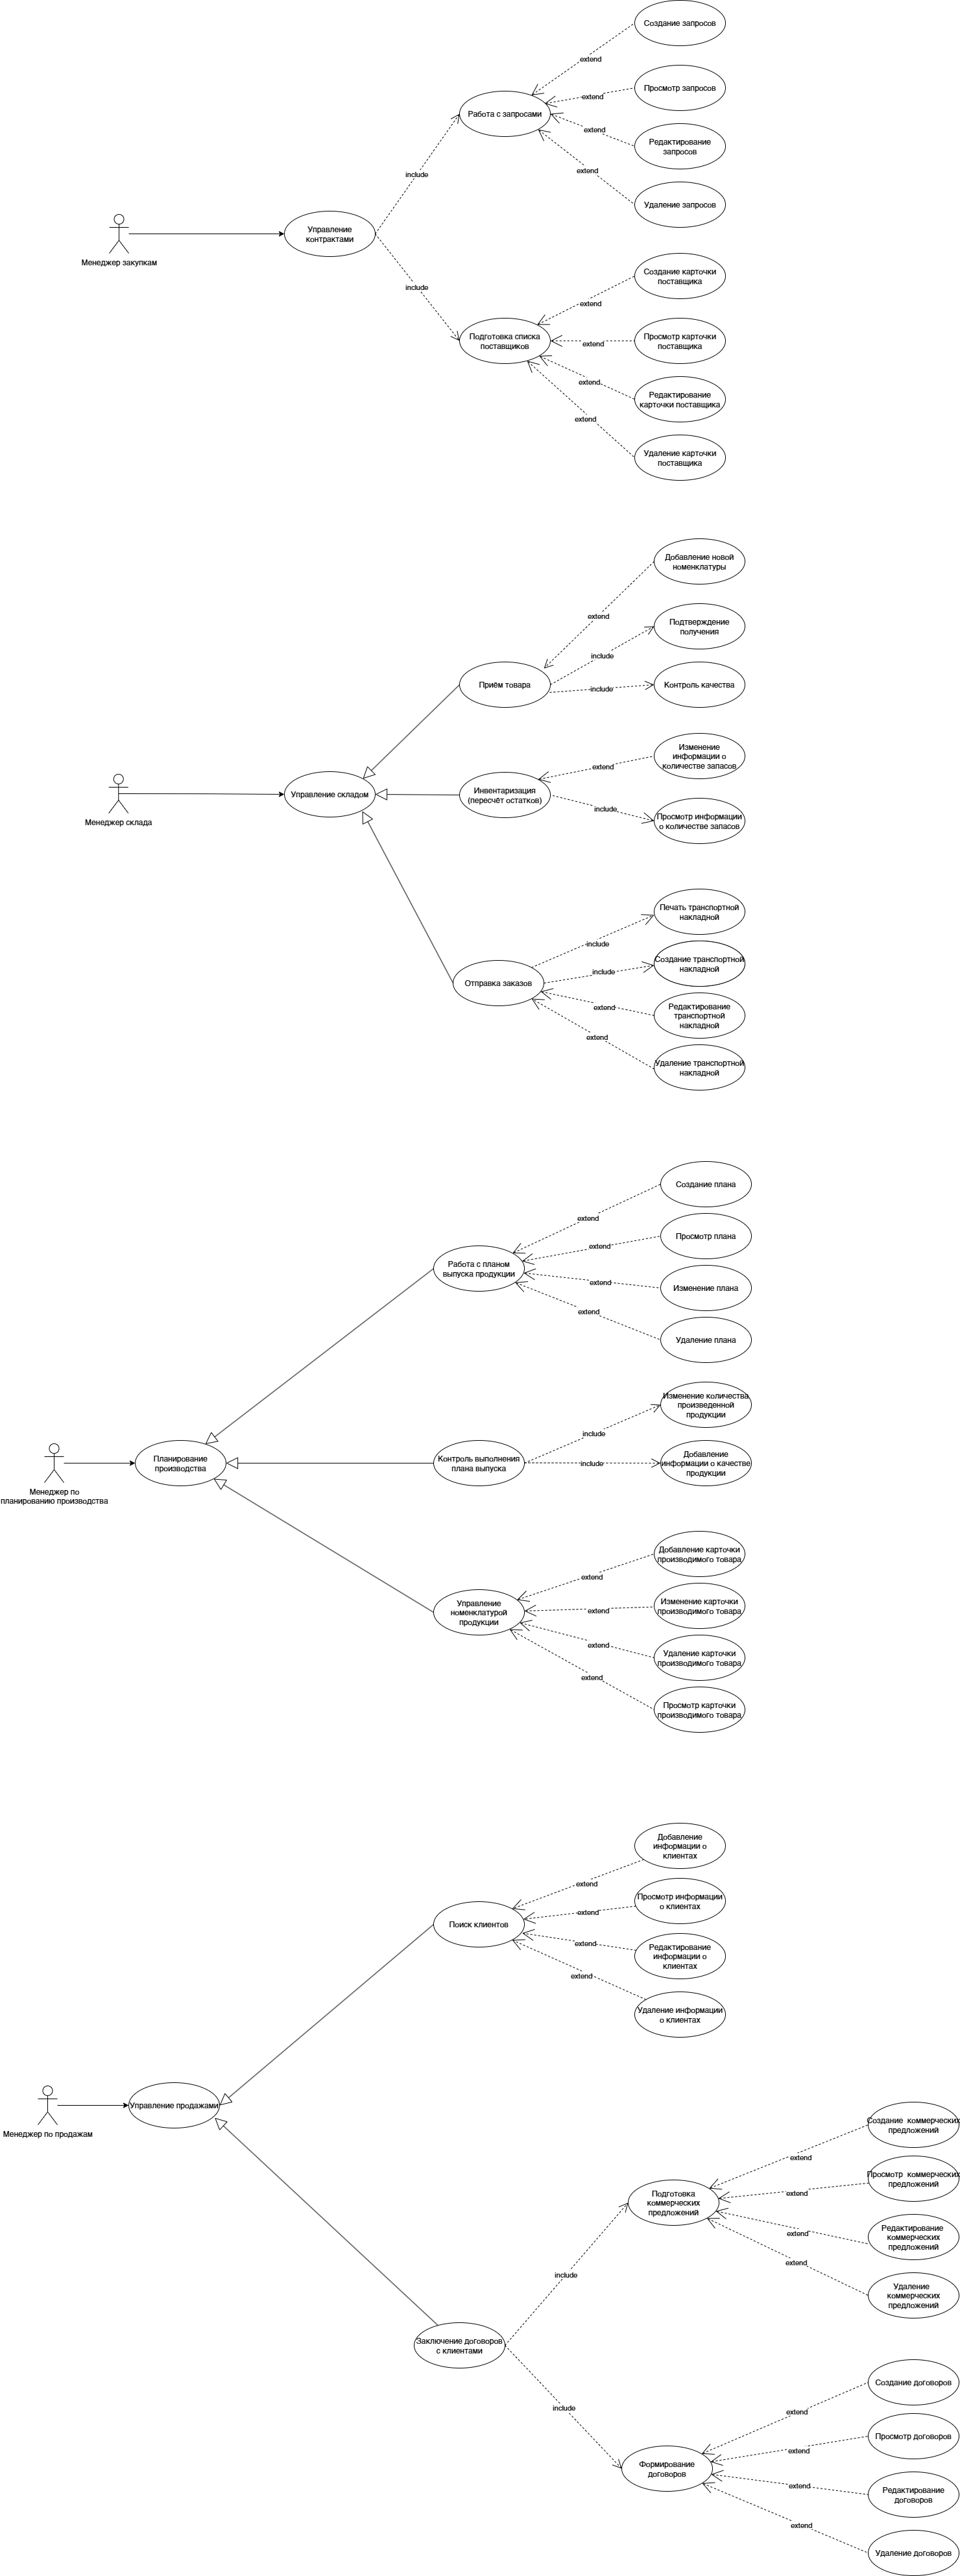 Создание запросов
extend
Просмотр запросов
extend
Работа с запросами
extend
Редактирование
запросов
extend
include
Удаление запросов
Управление
контрактами
Менеджер закупкам
Создание карточки
поставщика
include
extend
Подготовка списка
поставщиков
Просмотр карточки
поставщика
extend
extend
Редактирование
карточки поставщика
extend
Удаление карточки
поставщика
Добавление новой
номенклатуры
extend
Подтверждение
получения
include
Приём товара
Контроль качества
include
Изменение
информации о
количестве запасов
extend
Управление складом
Инвентаризация
(пересчёт остатков)
include
Просмотр информации
о количестве запасов
Менеджер склада
Печать транспортной
накладной
include
Создание транспортной
накладной
include
Отправка заказов
extend
Редактирование
транспортной
накладной
extend
Удаление транспортной
накладной
Создание плана
extend
Просмотр плана
extend
Работа с планом
выпуска продукции
extend
Изменение плана
extend
Удаление плана
Изменение количества
произведенной
продукции
include
Планирование
производства
Контроль выполнения
плана выпуска
include
Добавление
информации о качестве
продукции
Менеджер по
планированию производства
Добавление карточки
производимого товара
extend
Управление
номенклатурой
продукции
extend
Изменение карточки
производимого товара
extend
Удаление карточки
производимого товара
extend
Просмотр карточки
производимого товара
Добавление
информации о
клиентах
extend
Просмотр информации
о клиентах
extend
Поиск клиентов
extend
Редактирование
информации о
клиентах
extend
Удаление информации
о клиентах
Управление продажами
Менеджер по продажам
Создание  коммерческих
предложений
extend
Просмотр  коммерческих
предложений
extend
Подготовка
коммерческих
предложений
extend
Редактирование
коммерческих
предложений
extend
include
Удаление
коммерческих
предложений
Заключение договоров
с клиентами
include
Создание договоров
extend
Просмотр договоров
extend
Формирование
договоров
extend
Редактирование
договоров
extend
Удаление договоров